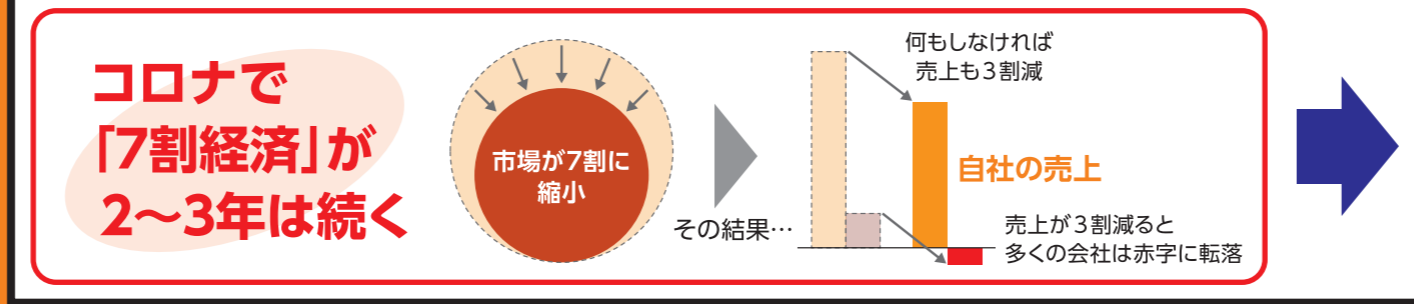 コロナで
「7割経済」が
2～3年は続く
市場が7割に
縮小
その結果…
何もしなければ
売上も3割減
自社の売上
売上が3割減ると
多くの会社は赤字に転落